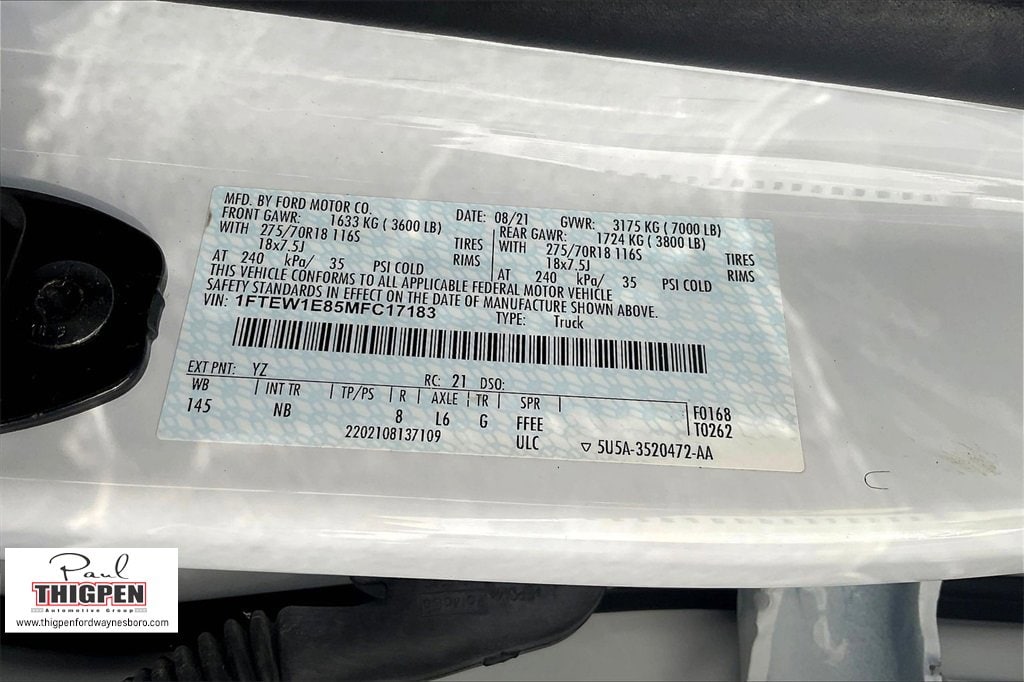 MFD. BY FORD MOTOR CO. DATE: 08/21 GVWR: 3175 KG ( 7000 LB)
FRONT GAWR: 1633 KG ( 3600 LB) REAR GAWR: 1724 KG ( 3800 LB)
WITH 275/70R18 116S TIRES WITH 275/70R18 116S TIRES
18x7.5J RIMS 18x7.5J RIMS
AT 240 kPa/ 35 PSI COLD AT 240 kPa/ 35 PSI COLD
THIS VEHICLE CONFORMS TO ALL APPLICABLE FEDERAL MOTOR VEHICLE
SAFETY STANDARDS IN EFFECT ON THE DATE OF MANUFACTURE SHOWN ABOVE.
VIN: 1FTEW1E85MFC17183 TYPE: Truck
EXT PNT: YZ RC: 21 DSO:
WB INT TR TP/PS R AXLE TR SPR F0168
145 NB 8 L6 G FFEE T0262
2202108137109 ULC ▽ 5U5A-3520472-AA
Paul
THIGPEN
Automotive Group
www.thigpenfordwaynesboro.com